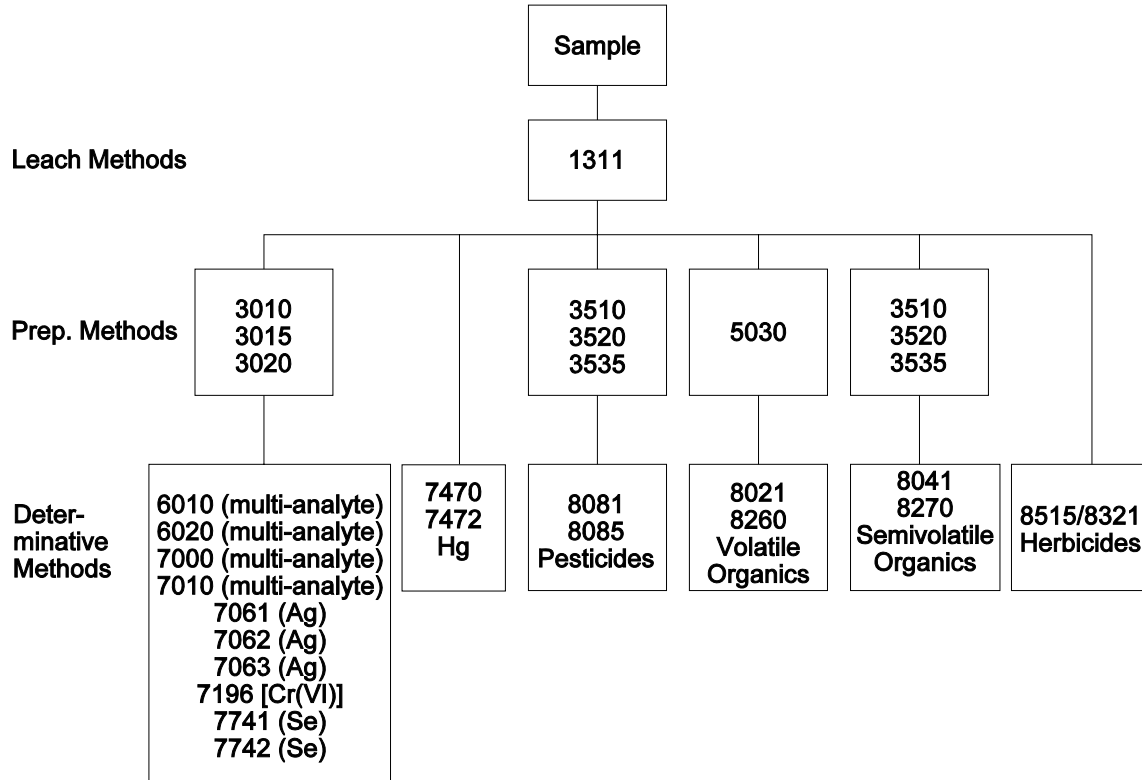 Sample
Leach Methods
1311
Prep. Methods
3010
3015
3020
3510
3520
3535
5030
3510
3520
3535
Deter-
minative
Methods
6010 (multi-analyte)
6020 (multi-analyte)
7000 (multi-analyte)
7010 (multi-analyte)
7061 (Ag)
7062 (Ag)
7063 (Ag)
7196 [Cr(VI)]
7741 (Se)
7742 (Se)
7470
7472
Hg
8081
8085
Pesticides
8021
8260
Volatile
Organics
8041
8270
Semivolatile
Organics
8515/8321
Herbicides